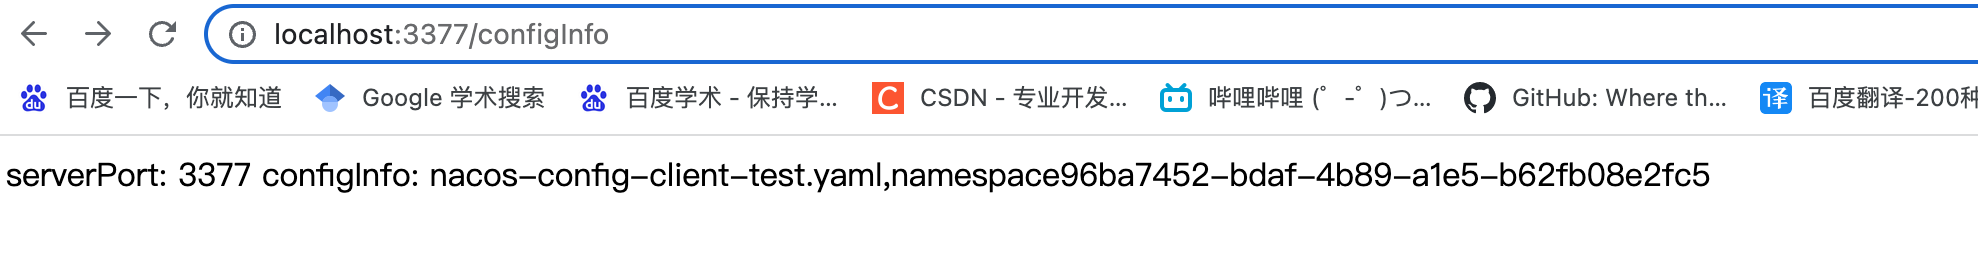 localhost:3377/configInfo
百度一下，你就知道 Google 学术搜索 百度学术 - 保持学... CSDN - 专业开发... 哔哩哔哩 (゜-゜)つ... GitHub: Where th... 译 百度翻译-200种
serverPort: 3377 configInfo: nacos-config-client-test.yaml,namespace96ba7452-bdaf-4b89-a1e5-b62fb08e2fc5